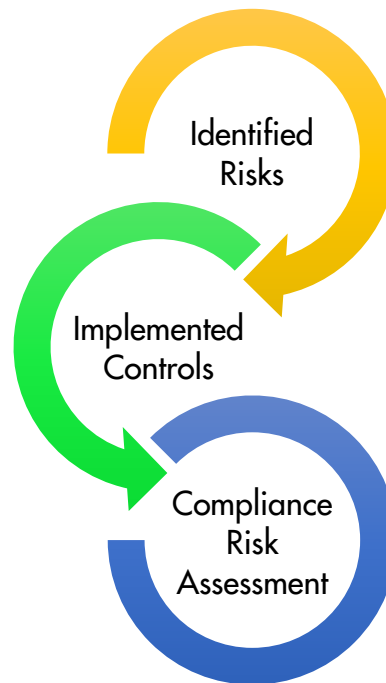 Identified
Risks
Implemented
Controls
Compliance
Risk
Assessment